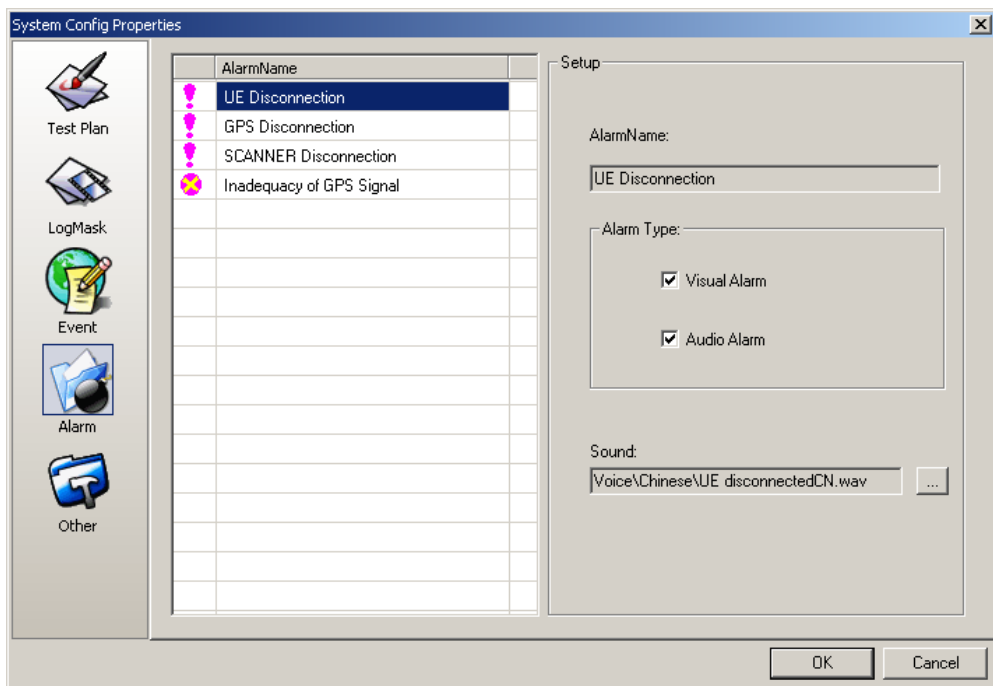 System Config Properties
Test Plan
LogMask
Event
Alarm
Other
AlarmName
UE Disconnection
GPS Disconnection
SCANNER Disconnection
Inadequacy of GPS Signal
Setup
AlarmName:
UE Disconnection
Alarm Type:
Visual Alarm
Audio Alarm
Sound:
Voice\Chinese\UE disconnectedCN.wav
...
OK
Cancel